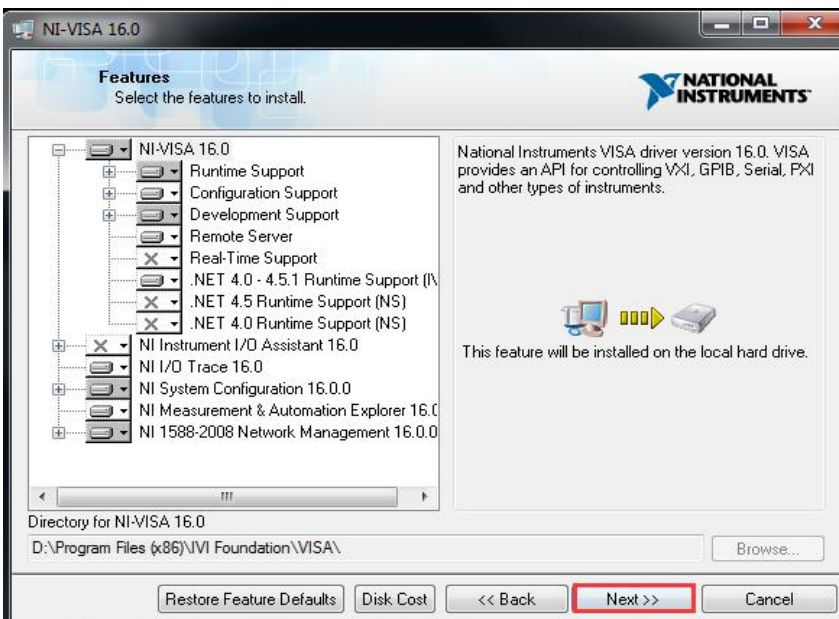 NI-VISA 16.0
Features
Select the features to install.
NATIONAL
INSTRUMENTS
NI-VISA 16.0
Runtime Support
Configuration Support
Development Support
Remote Server
Real-Time Support
.NET 4.0 - 4.5.1 Runtime Support (I\
.NET 4.5 Runtime Support (NS)
.NET 4.0 Runtime Support (NS)
NI Instrument I/O Assistant 16.0
NI I/O Trace 16.0
NI System Configuration 16.0.0
NI Measurement & Automation Explorer 16.0
NI 1588-2008 Network Management 16.0.0
National Instruments VISA driver version 16.0. VISA
provides an API for controlling VXI, GPIB, Serial, PXI
and other types of instruments.
This feature will be installed on the local hard drive.
Directory for NI-VISA 16.0
D:\Program Files (x86)\IVI Foundation\VISA\
Browse...
Restore Feature Defaults
Disk Cost
<< Back
Next >>
Cancel